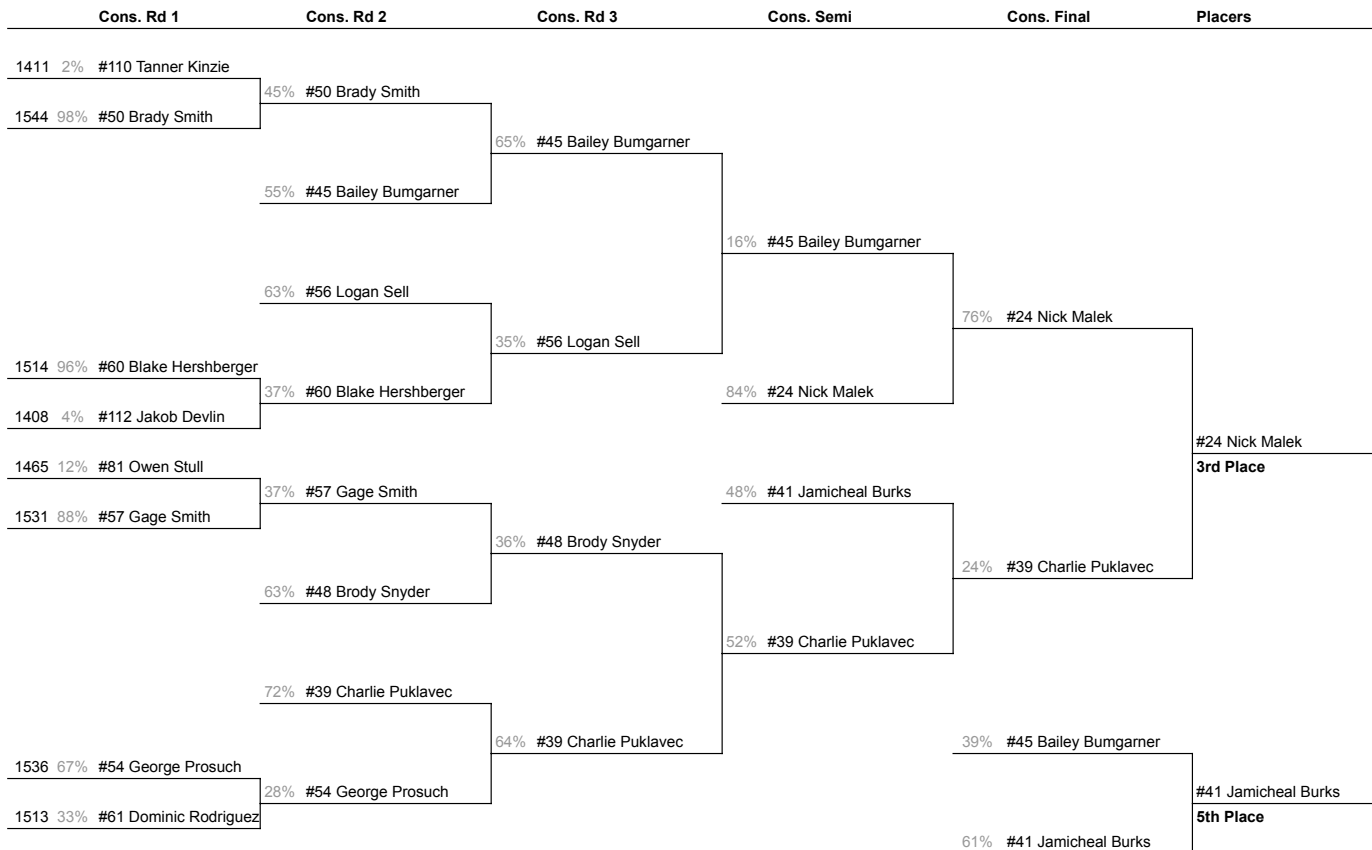 Cons. Rd 1 Cons. Rd 2 Cons. Rd 3 Cons. Semi Cons. Final Placers
1411 2% #110 Tanner Kinzie
45% #50 Brady Smith
1544 98% #50 Brady Smith
65% #45 Bailey Bumgarner
55% #45 Bailey Bumgarner
16% #45 Bailey Bumgarner
63% #56 Logan Sell
76% #24 Nick Malek
35% #56 Logan Sell
1514 96% #60 Blake Hershberger
37% #60 Blake Hershberger 84% #24 Nick Malek
1408 4% #112 Jakob Devlin
#24 Nick Malek
1465 12% #81 Owen Stull 3rd Place
37% #57 Gage Smith 48% #41 Jamicheal Burks
1531 88% #57 Gage Smith
36% #48 Brody Snyder
24% #39 Charlie Puklavec
63% #48 Brody Snyder
52% #39 Charlie Puklavec
72% #39 Charlie Puklavec
64% #39 Charlie Puklavec 39% #45 Bailey Bumgarner
1536 67% #54 George Prosuch
28% #54 George Prosuch #41 Jamicheal Burks
1513 33% #61 Dominic Rodriguez 5th Place
61% #41 Jamicheal Burks